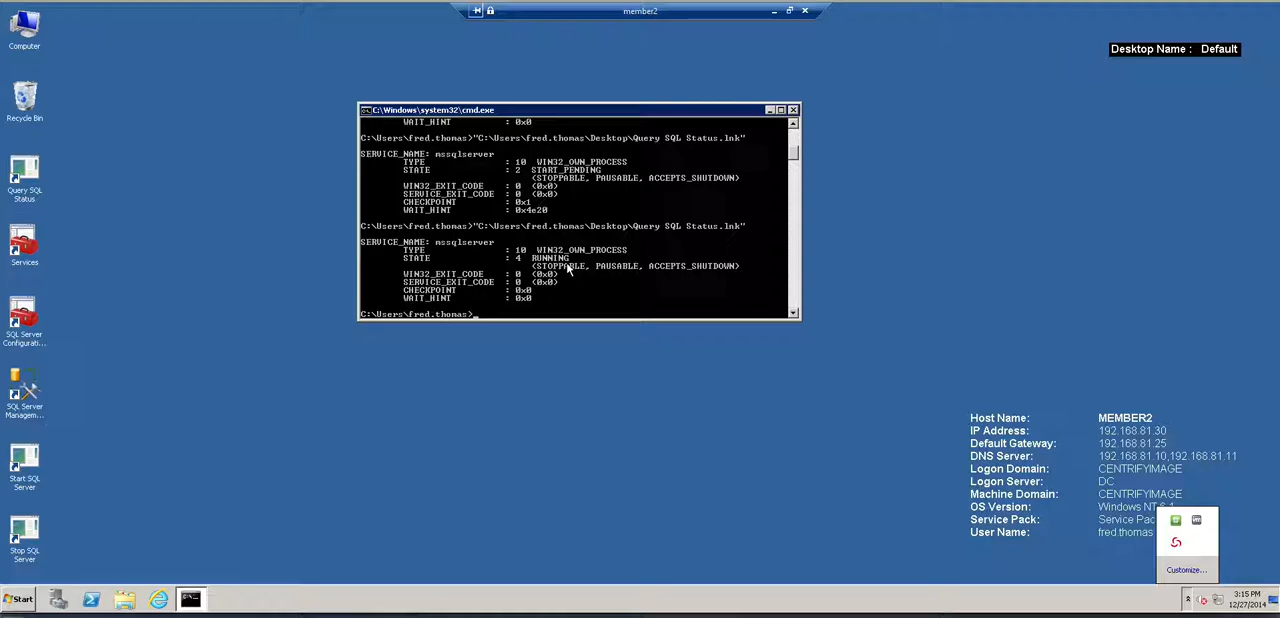 member2
Computer
Desktop Name : Default
Recycle Bin
C:\Windows\system32\cmd.exe
WAIT_HINT : 0x0
C:\Users\fred.thomas>"C:\Users\fred.thomas\Desktop\Query SQL Status.lnk"
SERVICE_NAME: mssqlserver
TYPE : 10 WIN32_OWN_PROCESS
STATE : 2 START_PENDING
(STOPPABLE, PAUSABLE, ACCEPTS_SHUTDOWN)
WIN32_EXIT_CODE : 0 (0x0)
SERVICE_EXIT_CODE : 0 (0x0)
CHECKPOINT : 0x1
WAIT_HINT : 0x4e20
C:\Users\fred.thomas>"C:\Users\fred.thomas\Desktop\Query SQL Status.lnk"
SERVICE_NAME: mssqlserver
TYPE : 10 WIN32_OWN_PROCESS
STATE : 4 RUNNING
(STOPPABLE, PAUSABLE, ACCEPTS_SHUTDOWN)
WIN32_EXIT_CODE : 0 (0x0)
SERVICE_EXIT_CODE : 0 (0x0)
CHECKPOINT : 0x0
WAIT_HINT : 0x0
C:\Users\fred.thomas>_
Query SQL
Status
Services
SQL Server
Configurati...
SQL Server
Managem...
Start SQL
Server
Stop SQL
Server
Host Name: MEMBER2
IP Address: 192.168.81.30
Default Gateway: 192.168.81.25
DNS Server: 192.168.81.10,192.168.81.11
Logon Domain: CENTRIFYIMAGE
Logon Server: DC
Machine Domain: CENTRIFYIMAGE
OS Version: Windows NT 6.1
Service Pack: Service Pac
User Name: fred.thomas
Customize...
Start
3:15 PM
12/27/2014